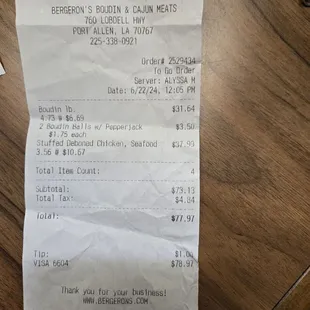 BERGERON'S BOUDIN & CAJUN MEATS
760 LOBDELL HWY
PORT ALLEN, LA 70767
225-338-0921
Order# 2529434
To Go Order
Server: ALYSSA M
Date: 6/22/24, 12:05 PM
Boudin lb. $31.64
4.73 @ $6.69
2 Boudin Balls w/ Pepperjack $3.50
$1.75 each
Stuffed Deboned Chicken, Seafood $37.99
3.56 @ $10.67
Total Item Count: 4
Subtotal: $73.13
Total Tax: $4.84
Total: $77.97
Tip: $1.00
VISA 6604 $78.97
Thank you for your business!
WWW.BERGERONS.COM